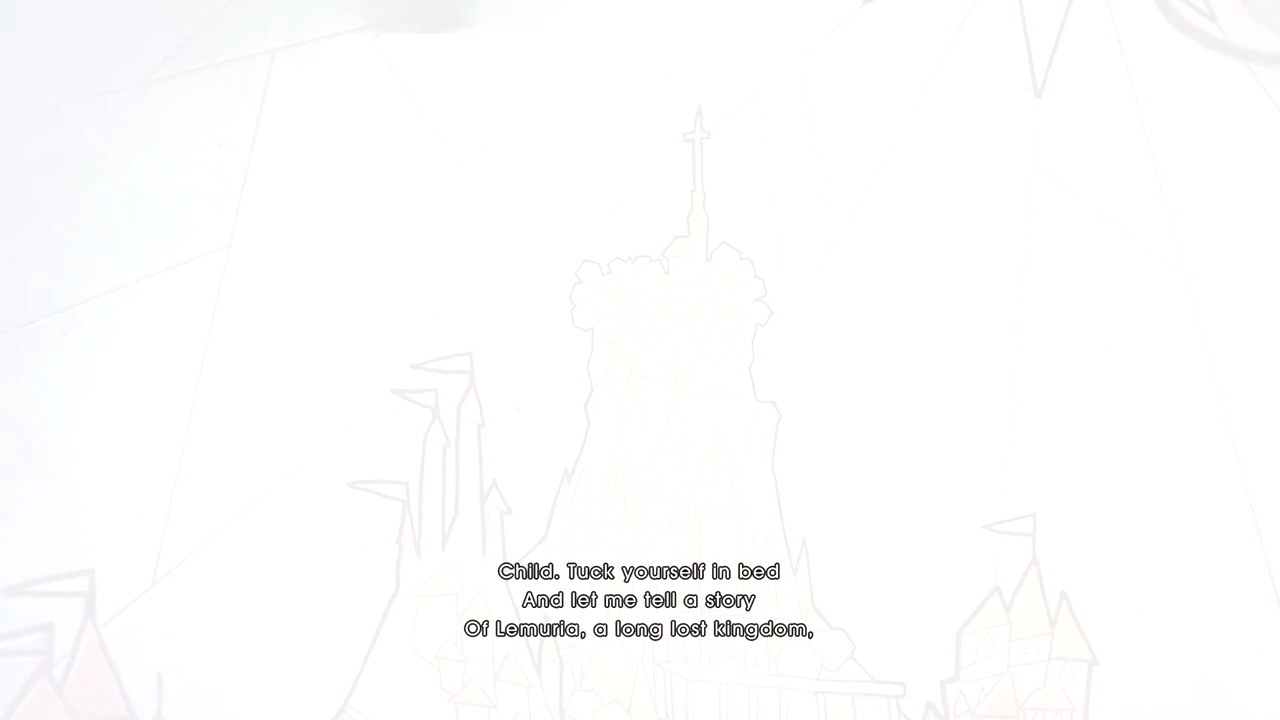 Child. Tuck yourself in bed
And let me tell a story
Of Lemuria, a long lost kingdom,